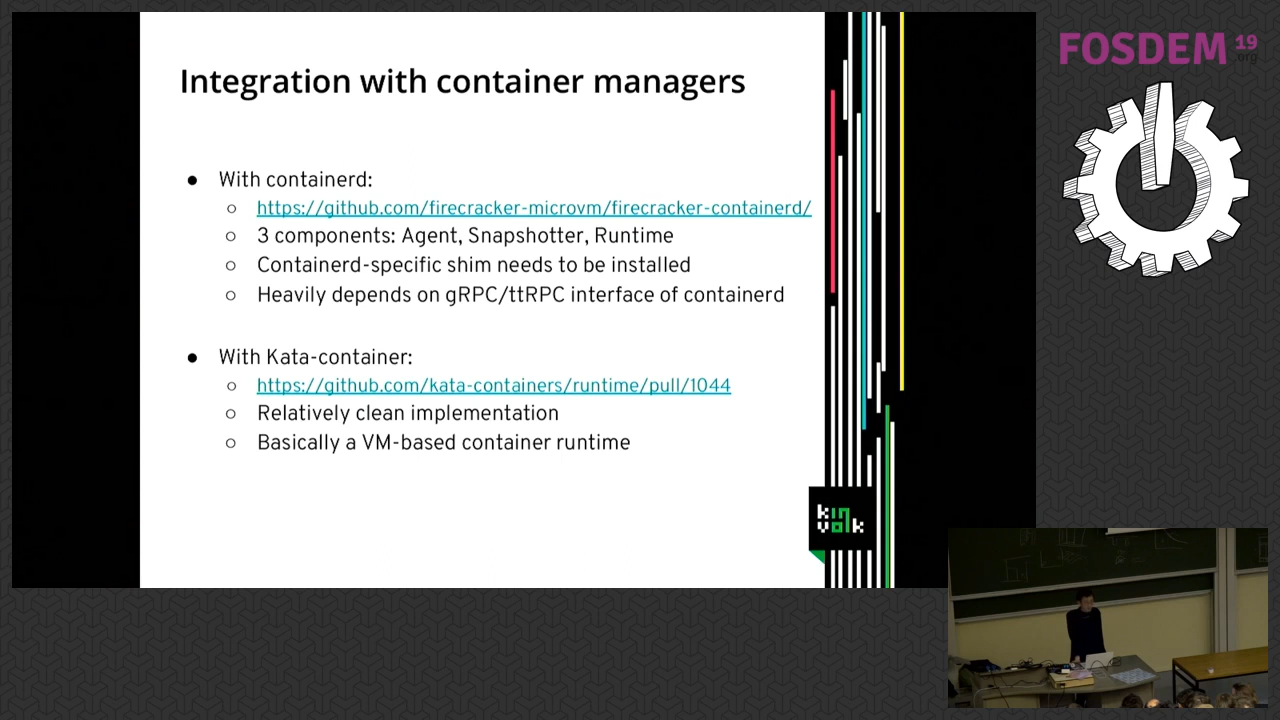 Integration with container managers
● With containerd:
○ https://github.com/firecracker-microvm/firecracker-containerd/
○ 3 components: Agent, Snapshotter, Runtime
○ Containerd-specific shim needs to be installed
○ Heavily depends on gRPC/ttRPC interface of containerd
● With Kata-container:
○ https://github.com/kata-containers/runtime/pull/1044
○ Relatively clean implementation
○ Basically a VM-based container runtime
kin
volk
FOSDEM 19
.org